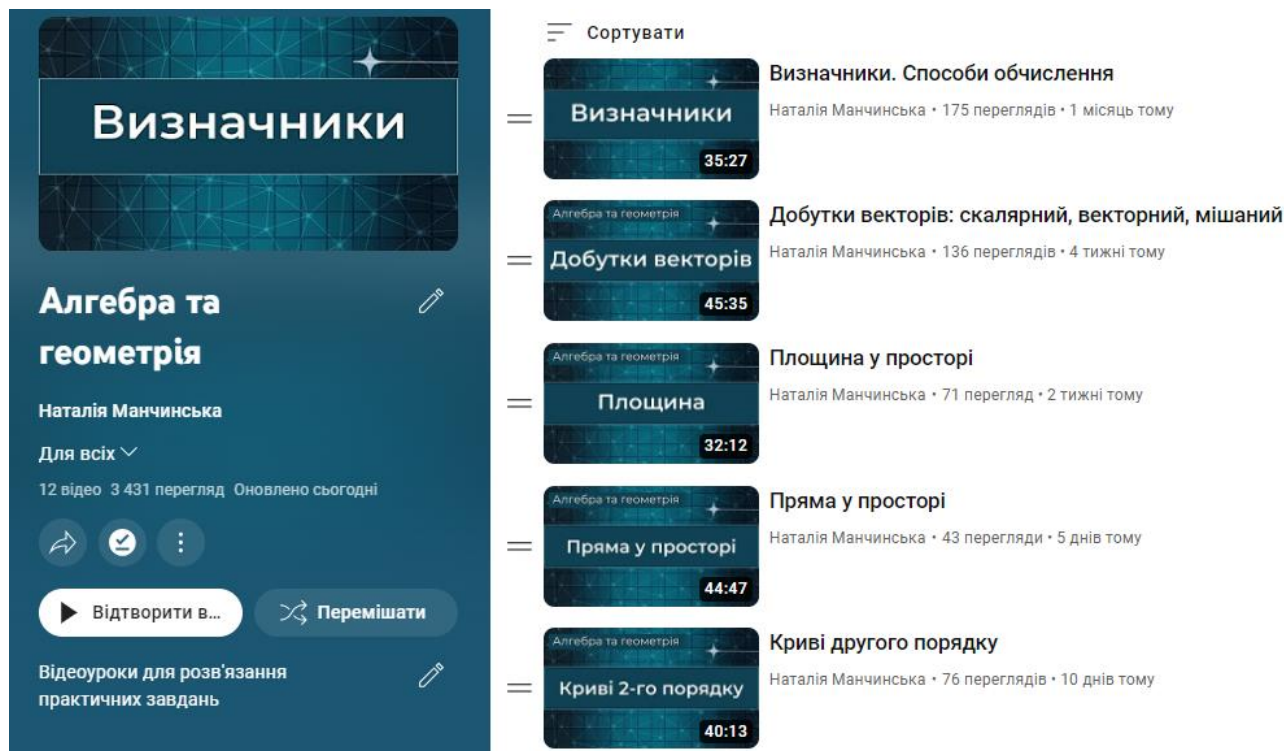 Визначники
Алгебра та
геометрія
Наталія Манчинська
Для всіх
12 відео 3 431 перегляд Оновлено сьогодні
Відтворити в...
Перемішати
Відеоуроки для розв'язання
практичних завдань
Сортувати
Визначники
35:27
Визначники. Способи обчислення
Наталія Манчинська • 175 переглядів • 1 місяць тому
Алгебра та геометрія
Добутки векторів
45:35
Добутки векторів: скалярний, векторний, мішаний
Наталія Манчинська • 136 переглядів • 4 тижні тому
Алгебра та геометрія
Площина
32:12
Площина у просторі
Наталія Манчинська • 71 перегляд • 2 тижні тому
Алгебра та геометрія
Пряма у просторі
44:47
Пряма у просторі
Наталія Манчинська • 43 перегляди • 5 днів тому
Алгебра та геометрія
Криві 2-го порядку
40:13
Криві другого порядку
Наталія Манчинська • 76 переглядів • 10 днів тому